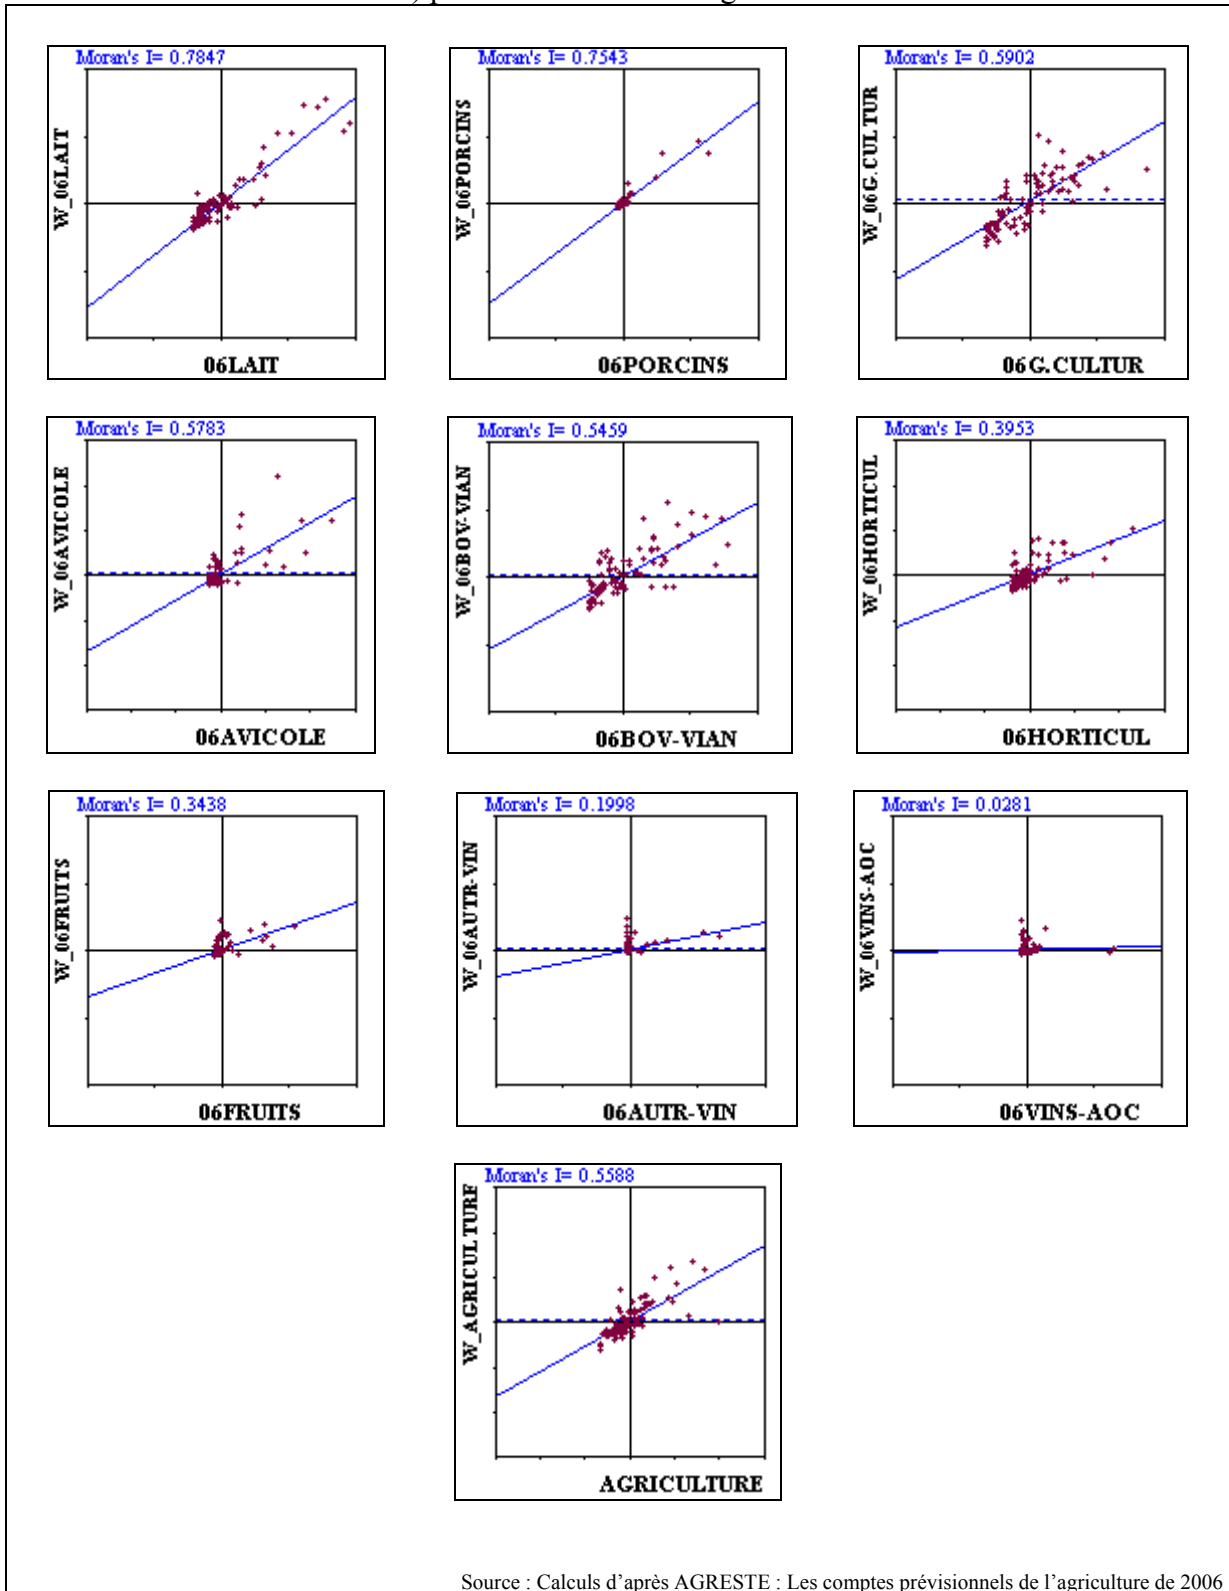 Moran's I= 0.7847
W_06LAIT
06LAIT
Moran's I= 0.7543
W_06PORCINS
06PORCINS
Moran's I= 0.5902
W_06G.CULTUR
06G.CULTUR
Moran's I= 0.5783
W_06AVICOLE
06AVICOLE
Moran's I= 0.5459
W_06BOV-VIAN
06BOV-VIAN
Moran's I= 0.3953
W_06HORTICUL
06HORTICUL
Moran's I= 0.3438
W_06FRUITS
06FRUITS
Moran's I= 0.1998
W_06AUTR-VIN
06AUTR-VIN
Moran's I= 0.0281
W_06VINS-AOC
06VINS-AOC
Moran's I= 0.5588
W_AGRICULTURE
AGRICULTURE
Source : Calculs d'après AGRESTE : Les comptes prévisionnels de l'agriculture de 2006